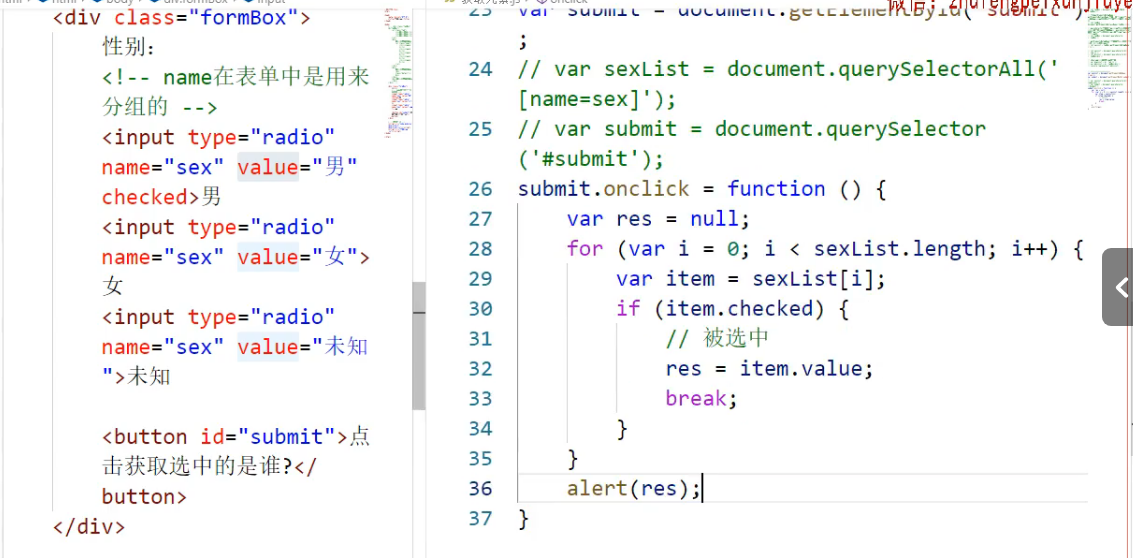 <div class="formBox">
性别:
<!-- name在表单中是用来
分组的 -->
<input type="radio"
name="sex" value="男"
checked>男
<input type="radio"
name="sex" value="女">
女
<input type="radio"
name="sex" value="未知
">未知
<button id="submit">点
击获取选中的是谁?</
button>
</div>
23 var submit = document.getElementById('submit')
;
24 // var sexList = document.querySelectorAll('
[name=sex]');
25 // var submit = document.querySelector
('#submit');
26 submit.onclick = function () {
27 var res = null;
28 for (var i = 0; i < sexList.length; i++) {
29 var item = sexList[i];
30 if (item.checked) {
31 // 被选中
32 res = item.value;
33 break;
34 }
35 }
36 alert(res);
37 }